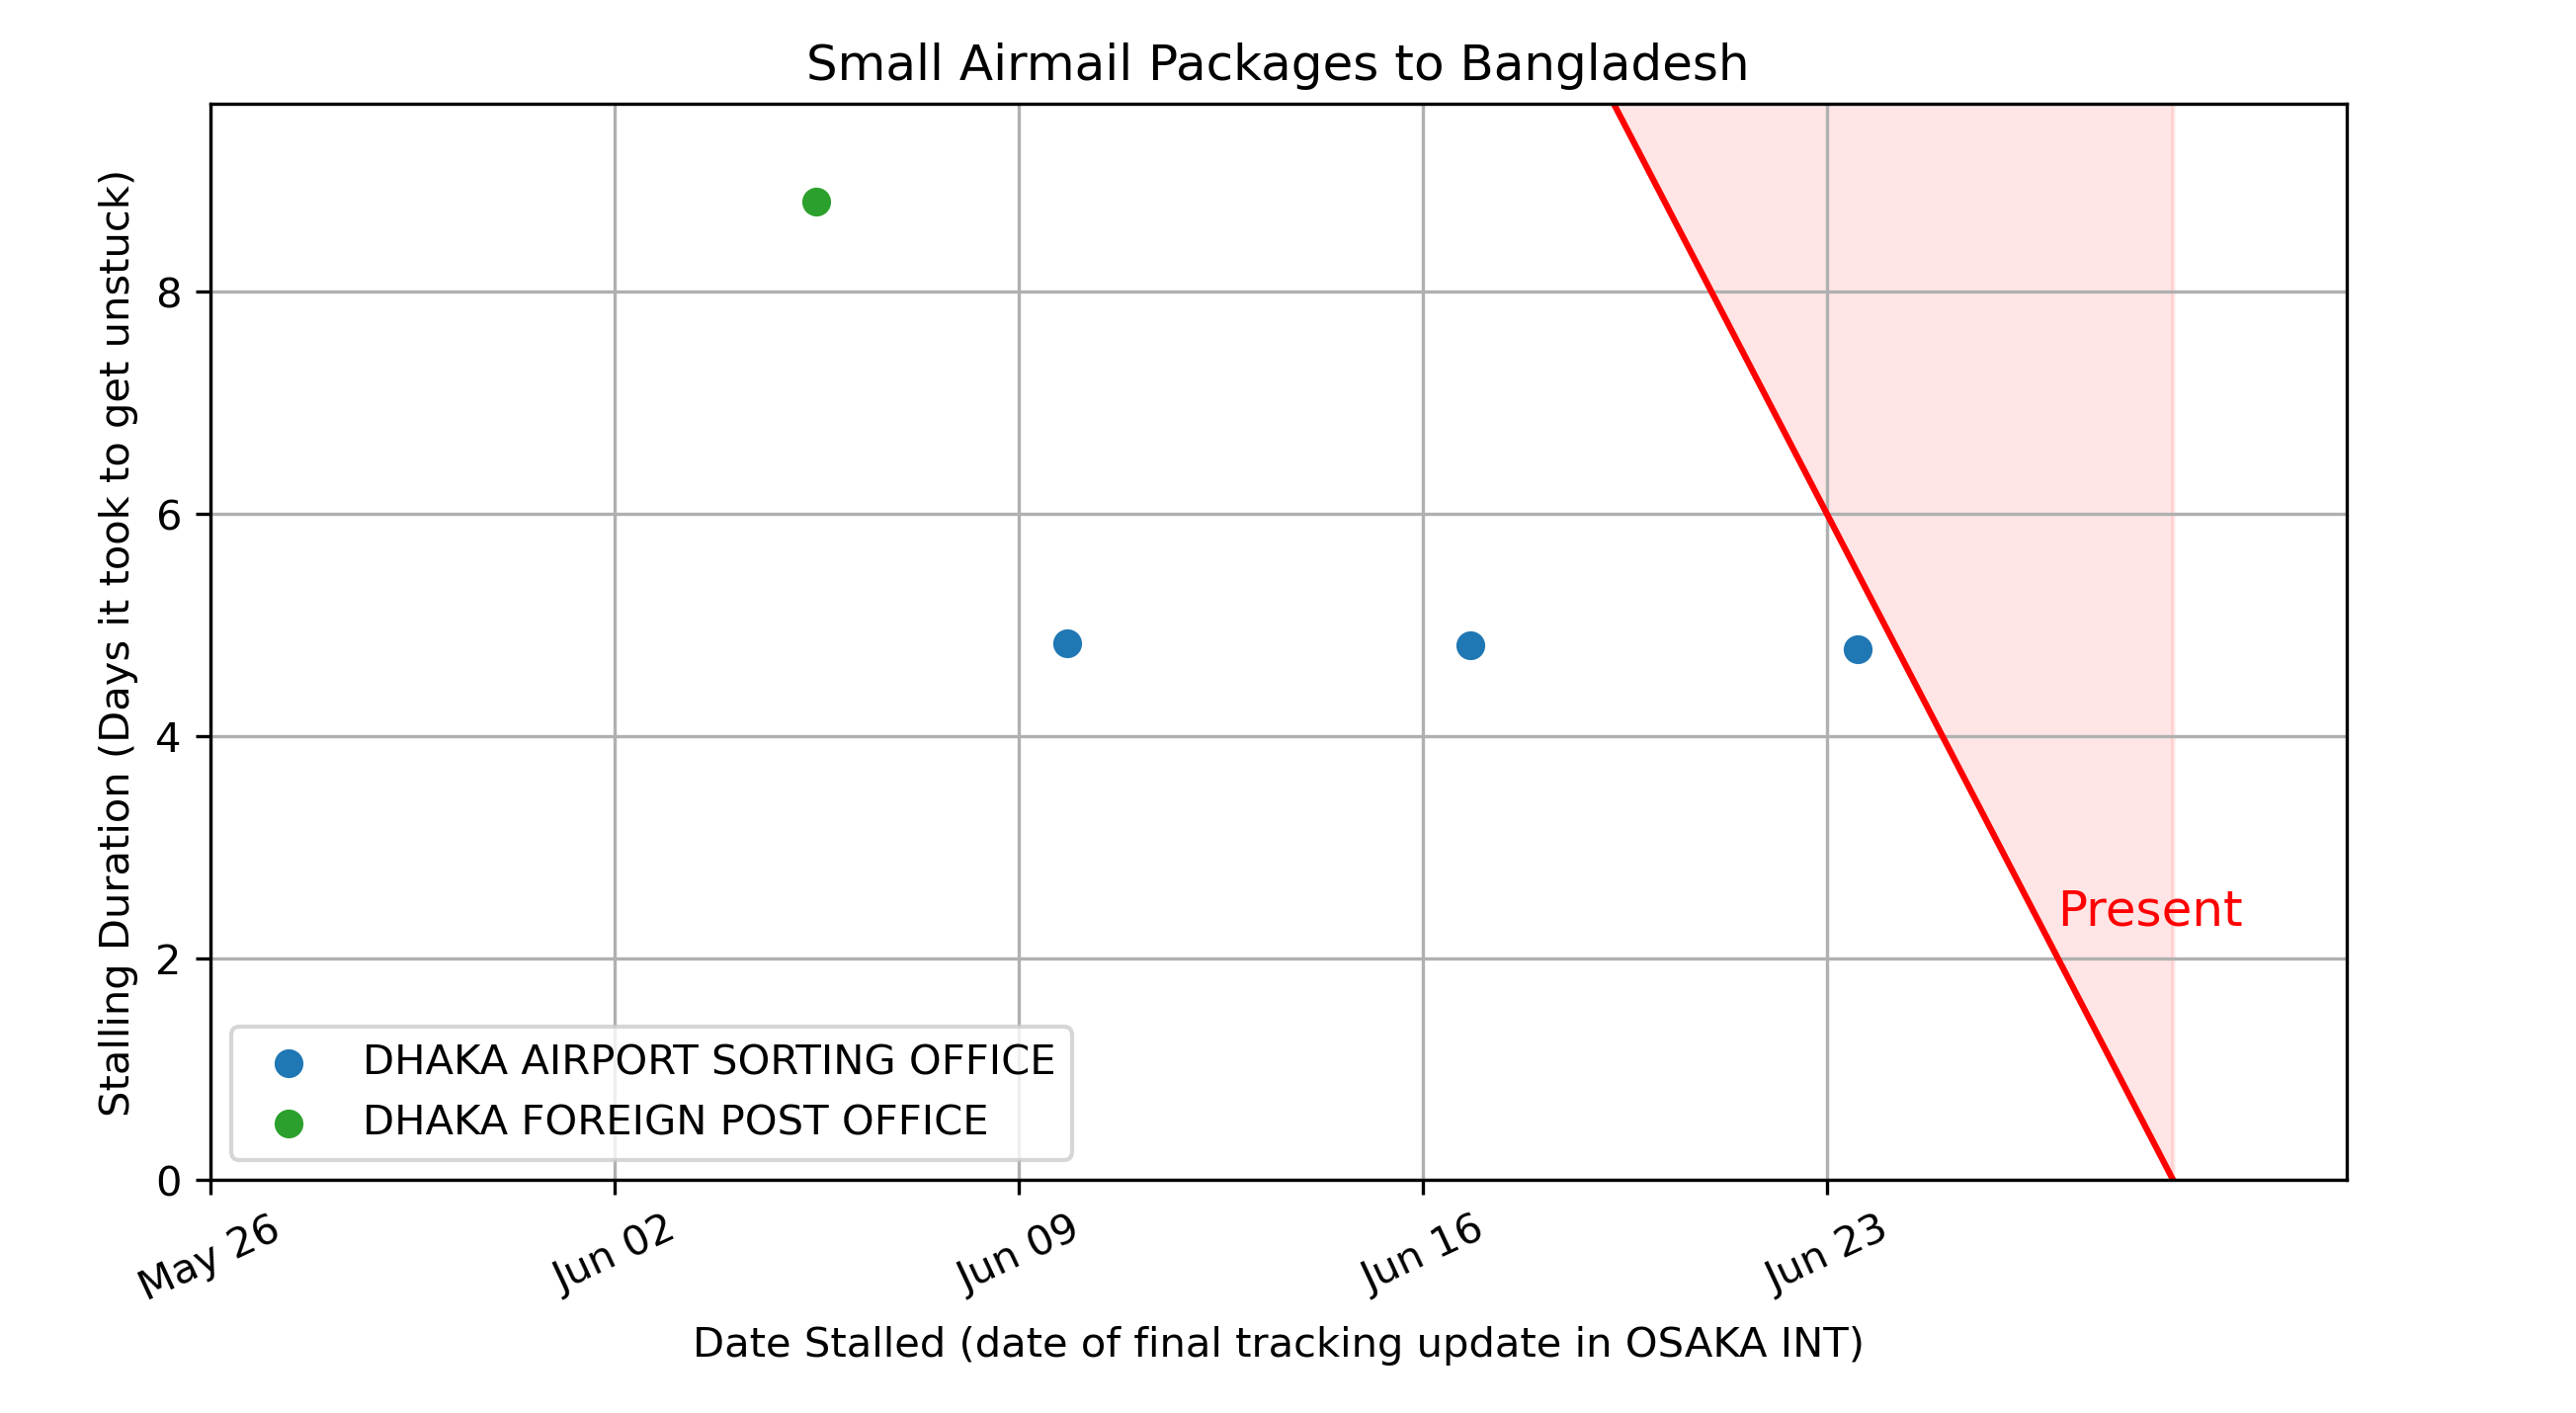 Small Airmail Packages to Bangladesh
Stalling Duration (Days it took to get unstuck)
8
6
4
2
0
Present
DHAKA AIRPORT SORTING OFFICE
DHAKA FOREIGN POST OFFICE
May 26
Jun 02
Jun 09
Jun 16
Jun 23
Date Stalled (date of final tracking update in OSAKA INT)